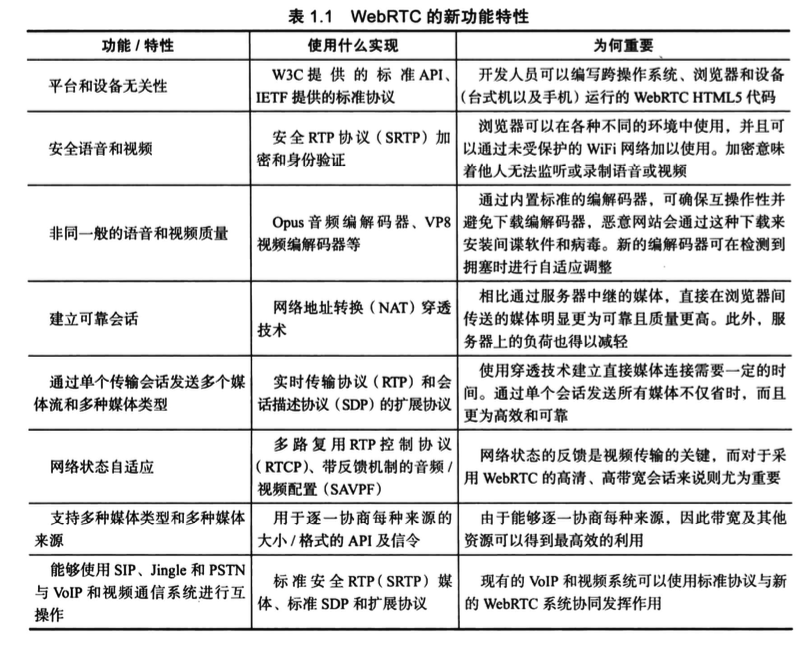 表 1.1 WebRTC 的新功能特性
功能 / 特性
使用什么实现
为何重要
平台和设备无关性
W3C 提供的标准 API、
IETF 提供的标准协议
开发人员可以编写跨操作系统、浏览器和设备
（台式机以及手机）运行的 WebRTC HTML5 代码
安全语音和视频
安全 RTP 协议（SRTP）加
密和身份验证
浏览器可以在各种不同的环境中使用，并且可
以通过未受保护的 WiFi 网络加以使用。加密意味
着他人无法监听或录制语音或视频
非同一般的语音和视频质量
Opus 音频编解码器、VP8
视频编解码器等
通过内置标准的编解码器，可确保互操作性并
避免下载编解码器，恶意网站会通过这种下载来
安装间谍软件和病毒。新的编解码器可在检测到
拥塞时进行自适应调整
建立可靠会话
网络地址转换（NAT）穿透
技术
相比通过服务器中继的媒体，直接在浏览器间
传送的媒体明显更为可靠且质量更高。此外，服
务器上的负荷也得以减轻
通过单个传输会话发送多个媒
体流和多种媒体类型
实时传输协议（RTP）和会
话描述协议（SDP）的扩展协议
使用穿透技术建立直接媒体连接需要一定的时
间。通过单个会话发送所有媒体不仅省时，而且
更为高效和可靠
网络状态自适应
多路复用 RTP 控制协议
（RTCP）、带反馈机制的音频 /
视频配置（SAVPF）
网络状态的反馈是视频传输的关键，而对于采
用 WebRTC 的高清、高带宽会话来说则尤为重要
支持多种媒体类型和多种媒体
来源
用于逐一协商每种来源的
大小 / 格式的 API 及信令
由于能够逐一协商每种来源，因此带宽及其他
资源可以得到最高效的利用
能够使用 SIP、Jingle 和 PSTN
与 VoIP 和视频通信系统进行互
操作
标准安全 RTP（SRTP）媒
体、标准 SDP 和扩展协议
现有的 VoIP 和视频系统可以使用标准协议与新
的 WebRTC 系统协同发挥作用